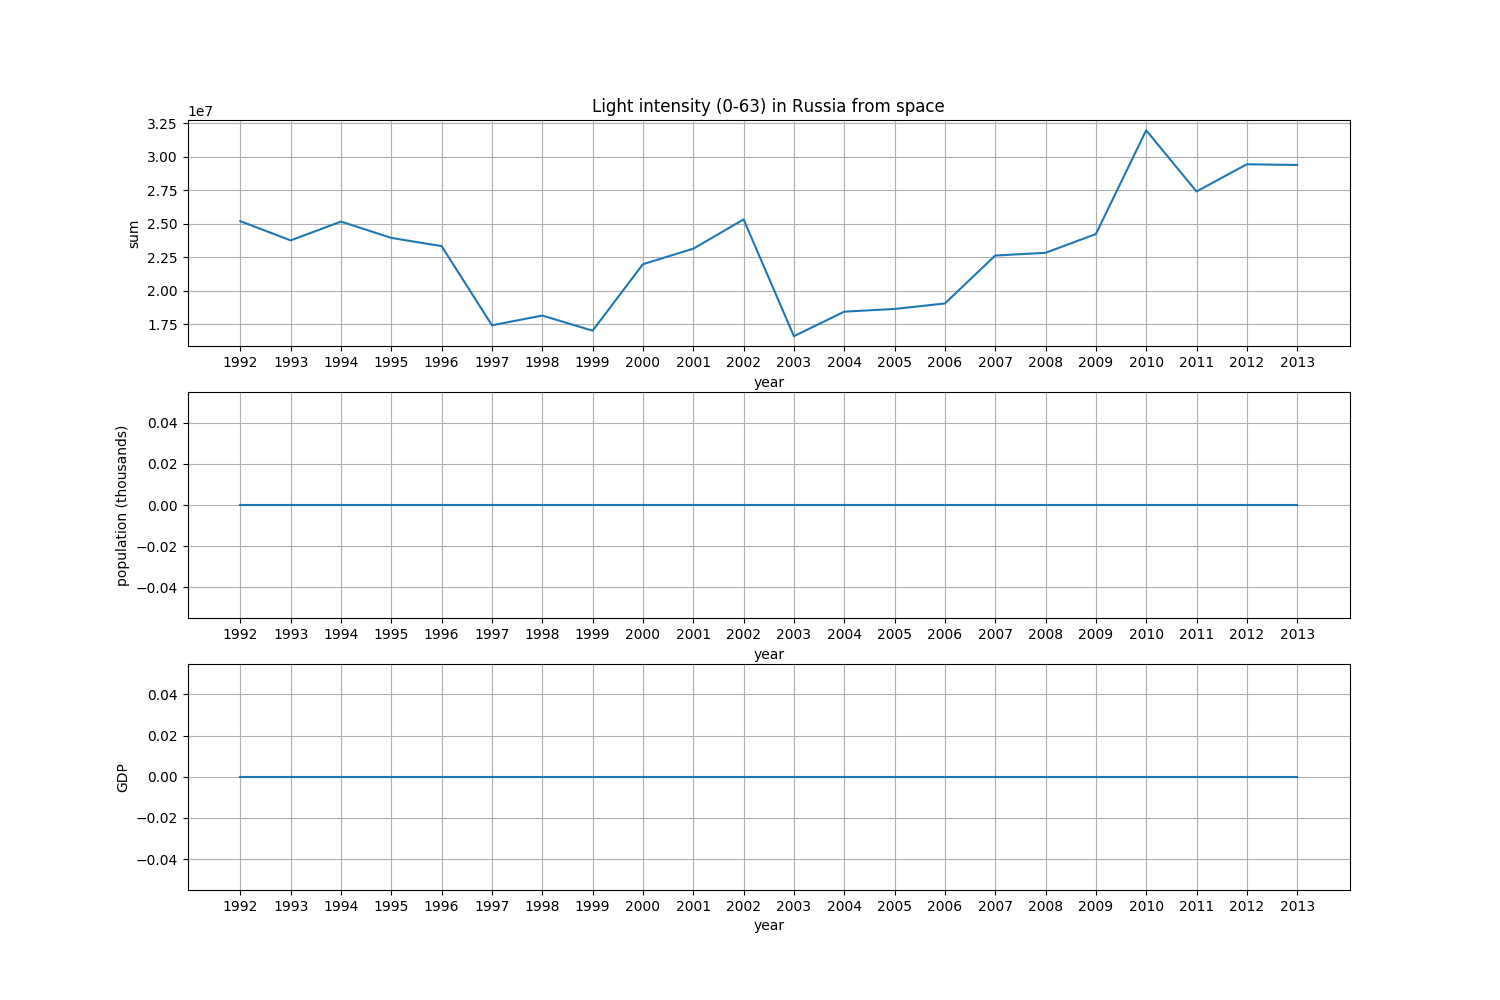 Light intensity (0-63) in Russia from space
1e7
3.25
3.00
2.75
2.50
2.25
2.00
1.75
sum
1992 1993 1994 1995 1996 1997 1998 1999 2000 2001 2002 2003 2004 2005 2006 2007 2008 2009 2010 2011 2012 2013
year
0.04
0.02
0.00
−0.02
−0.04
population (thousands)
1992 1993 1994 1995 1996 1997 1998 1999 2000 2001 2002 2003 2004 2005 2006 2007 2008 2009 2010 2011 2012 2013
year
0.04
0.02
0.00
−0.02
−0.04
GDP
1992 1993 1994 1995 1996 1997 1998 1999 2000 2001 2002 2003 2004 2005 2006 2007 2008 2009 2010 2011 2012 2013
year